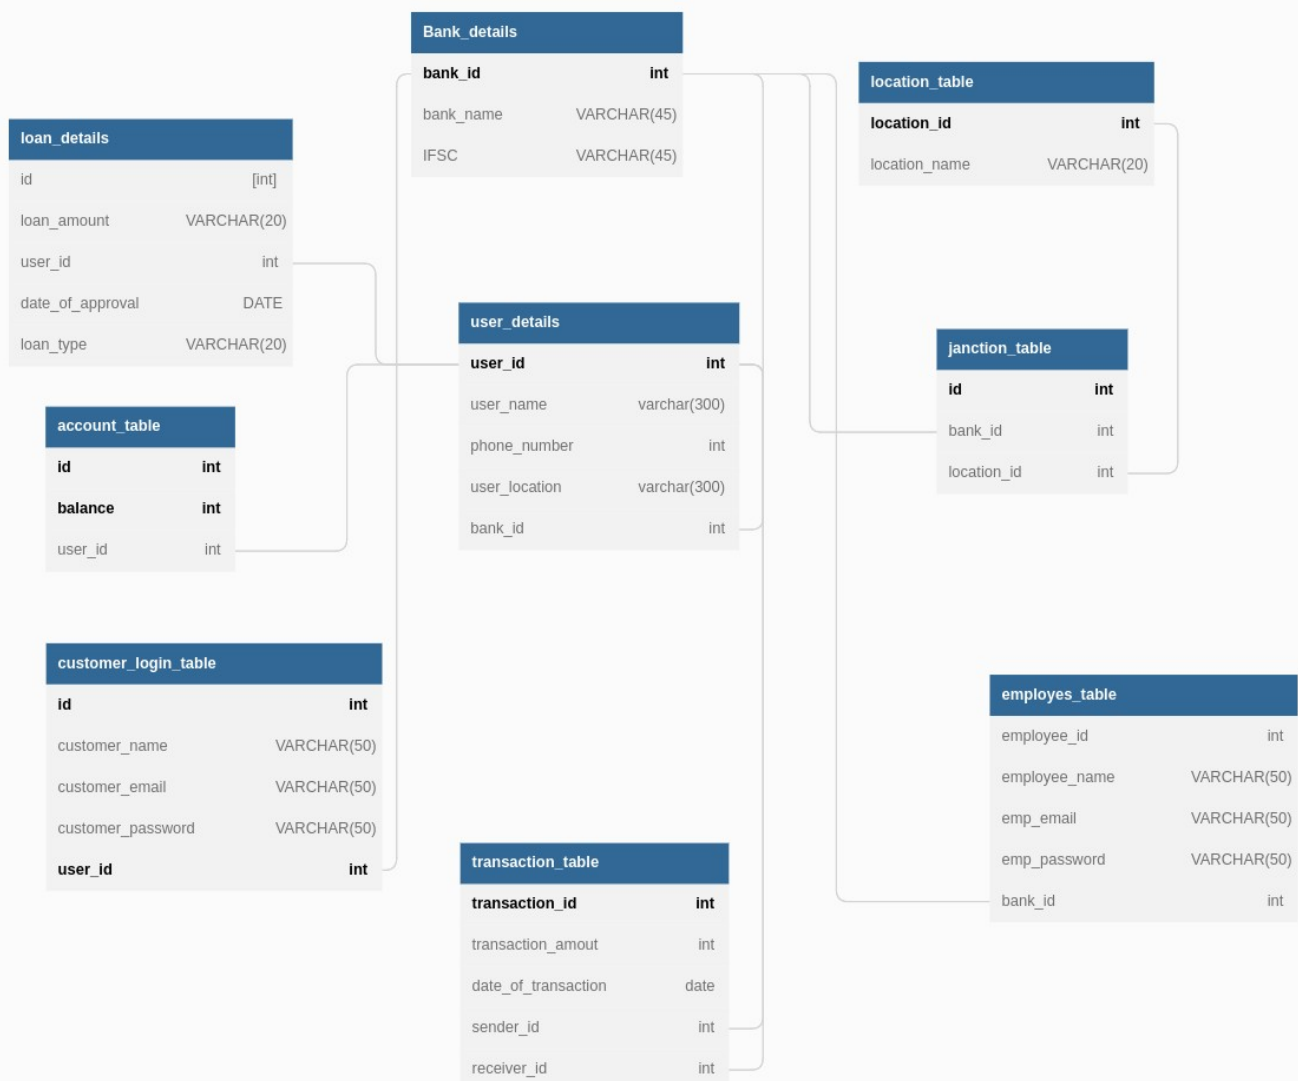 Bank_details
bank_id int
bank_name VARCHAR(45)
IFSC VARCHAR(45)
location_table
location_id int
location_name VARCHAR(20)
loan_details
id [int]
loan_amount VARCHAR(20)
user_id int
date_of_approval DATE
loan_type VARCHAR(20)
user_details
user_id int
user_name varchar(300)
phone_number int
user_location varchar(300)
bank_id int
janction_table
id int
bank_id int
location_id int
account_table
id int
balance int
user_id int
customer_login_table
id int
customer_name VARCHAR(50)
customer_email VARCHAR(50)
customer_password VARCHAR(50)
user_id int
employes_table
employee_id int
employee_name VARCHAR(50)
emp_email VARCHAR(50)
emp_password VARCHAR(50)
bank_id int
transaction_table
transaction_id int
transaction_amout int
date_of_transaction date
sender_id int
receiver_id int